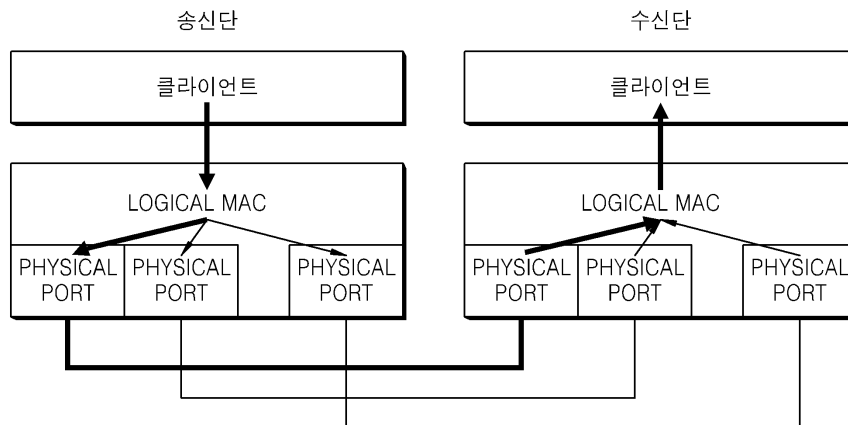 송신단
수신단
클라이언트
클라이언트
LOGICAL MAC
LOGICAL MAC
PHYSICAL PORT
PHYSICAL PORT
PHYSICAL PORT
PHYSICAL PORT
PHYSICAL PORT
PHYSICAL PORT